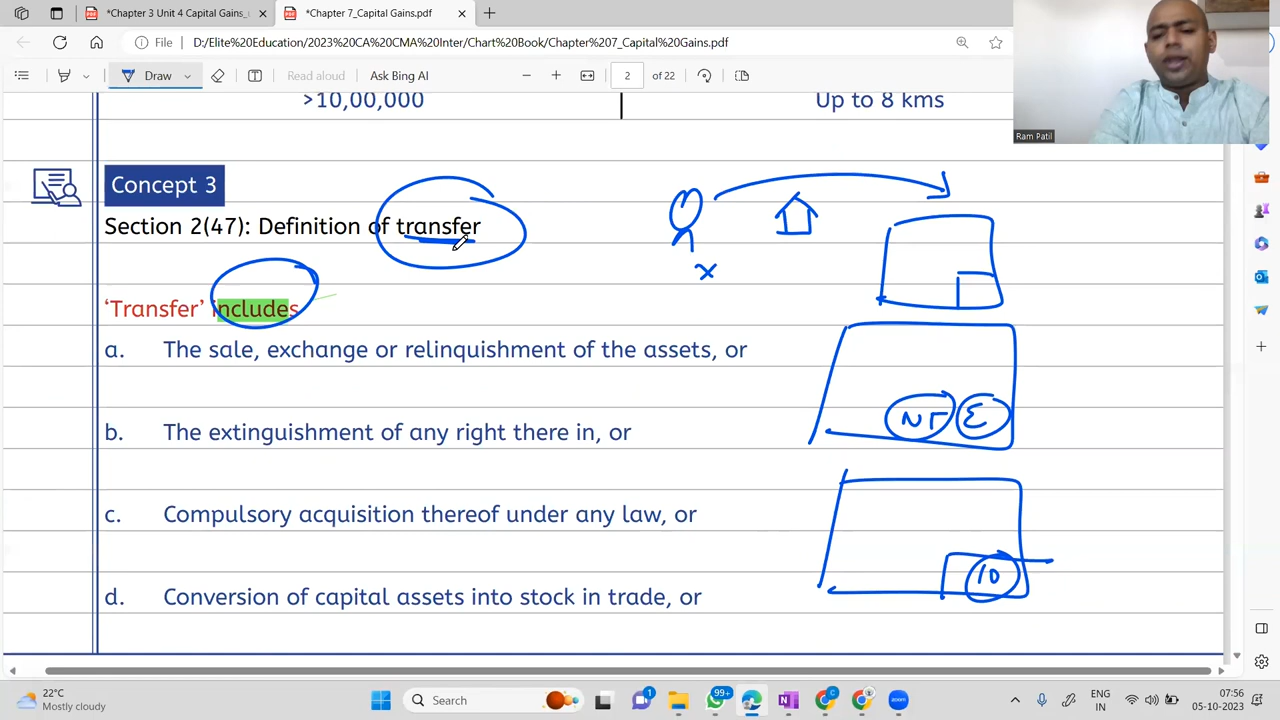 *Chapter 3 Unit 4 Capital Gains_
*Chapter 7_Capital Gains.pdf
File D:/Elite%20Education/2023%20CA%20CMA%20Inter/Chart%20Book/Chapter%207_Capital%20Gains.pdf
Draw Read aloud Ask Bing AI 2 of 22
>10,00,000 Up to 8 kms
Ram Patil
Concept 3
Section 2(47): Definition of transfer
x
'Transfer' includes
a. The sale, exchange or relinquishment of the assets, or
NT E
b. The extinguishment of any right there in, or
c. Compulsory acquisition thereof under any law, or
10
d. Conversion of capital assets into stock in trade, or
22°C
Mostly cloudy
Search
1
99+
ENG
IN
07:56
05-10-2023